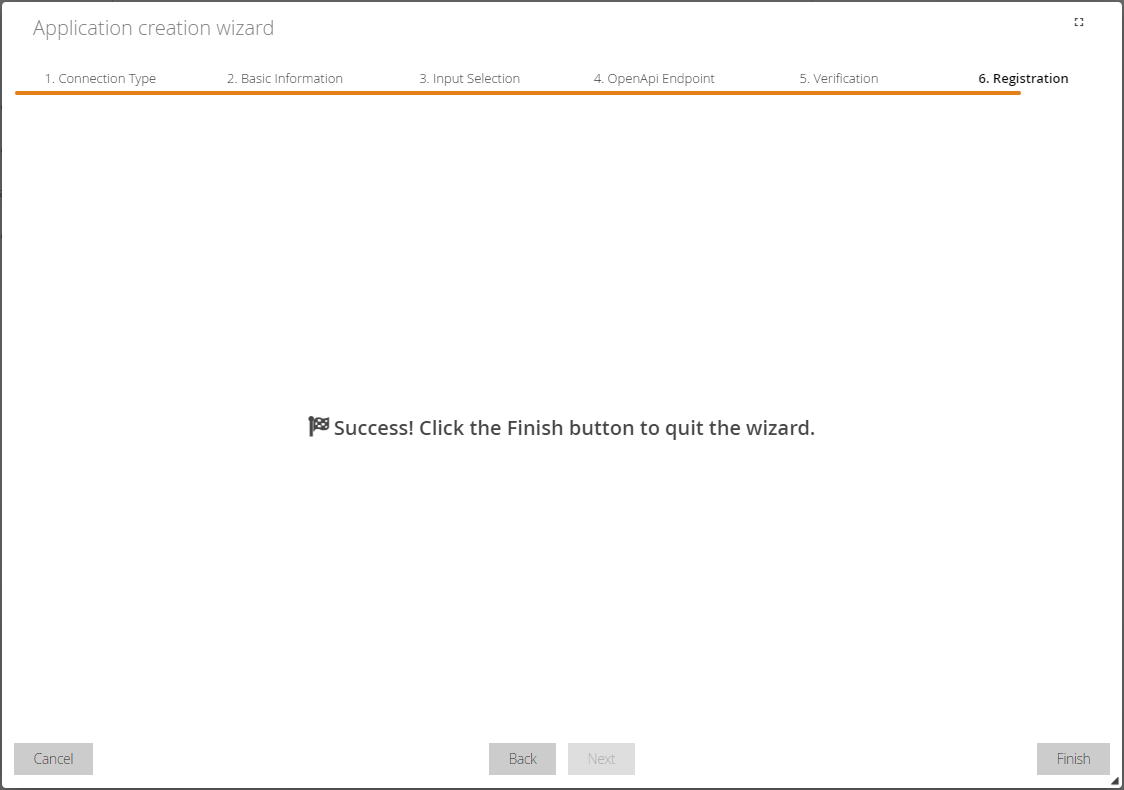 Application creation wizard
1. Connection Type 2. Basic Information 3. Input Selection 4. OpenApi Endpoint 5. Verification 6. Registration
Success! Click the Finish button to quit the wizard.
Cancel Back Next Finish